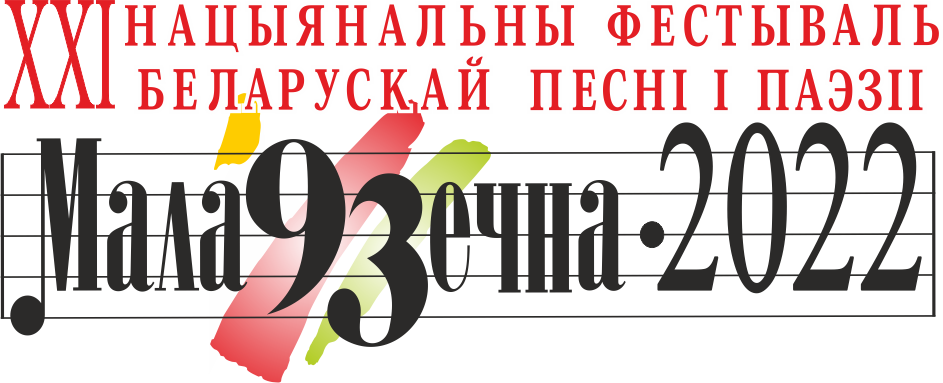 XXI НАЦЫЯНАЛЬНЫ ФЕСТЫВАЛЬ
БЕЛАРУСКАЙ ПЕСНІ І ПАЭЗІІ
Мала93ечна·2022